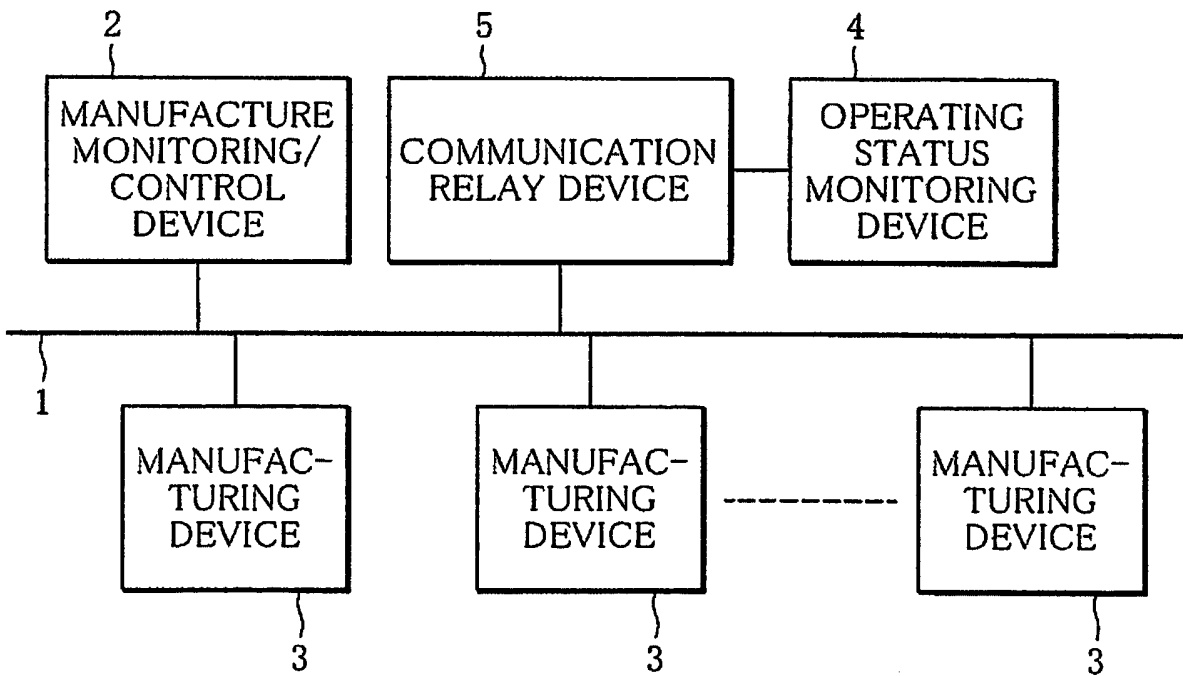 2
5
4
MANUFACTURE
MONITORING/
CONTROL
DEVICE
COMMUNICATION
RELAY DEVICE
OPERATING
STATUS
MONITORING
DEVICE
1
MANUFAC-
TURING
DEVICE
MANUFAC-
TURING
DEVICE
MANUFAC-
TURING
DEVICE
3
3
3